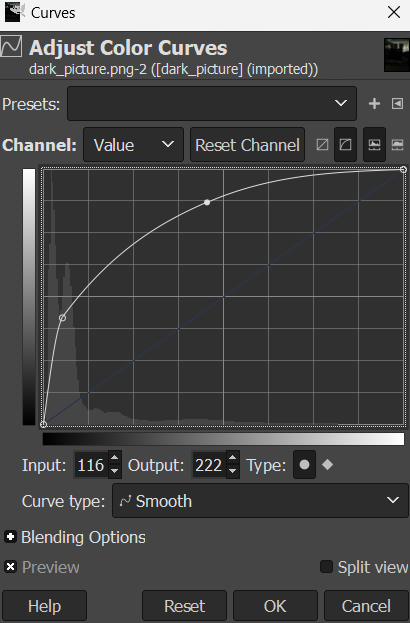 Curves
Adjust Color Curves
dark_picture.png-2 ([dark_picture] (imported))
Presets:
Channel: Value Reset Channel
Input: 116 Output: 222 Type:
Curve type: Smooth
Blending Options
Preview Split view
Help Reset OK Cancel